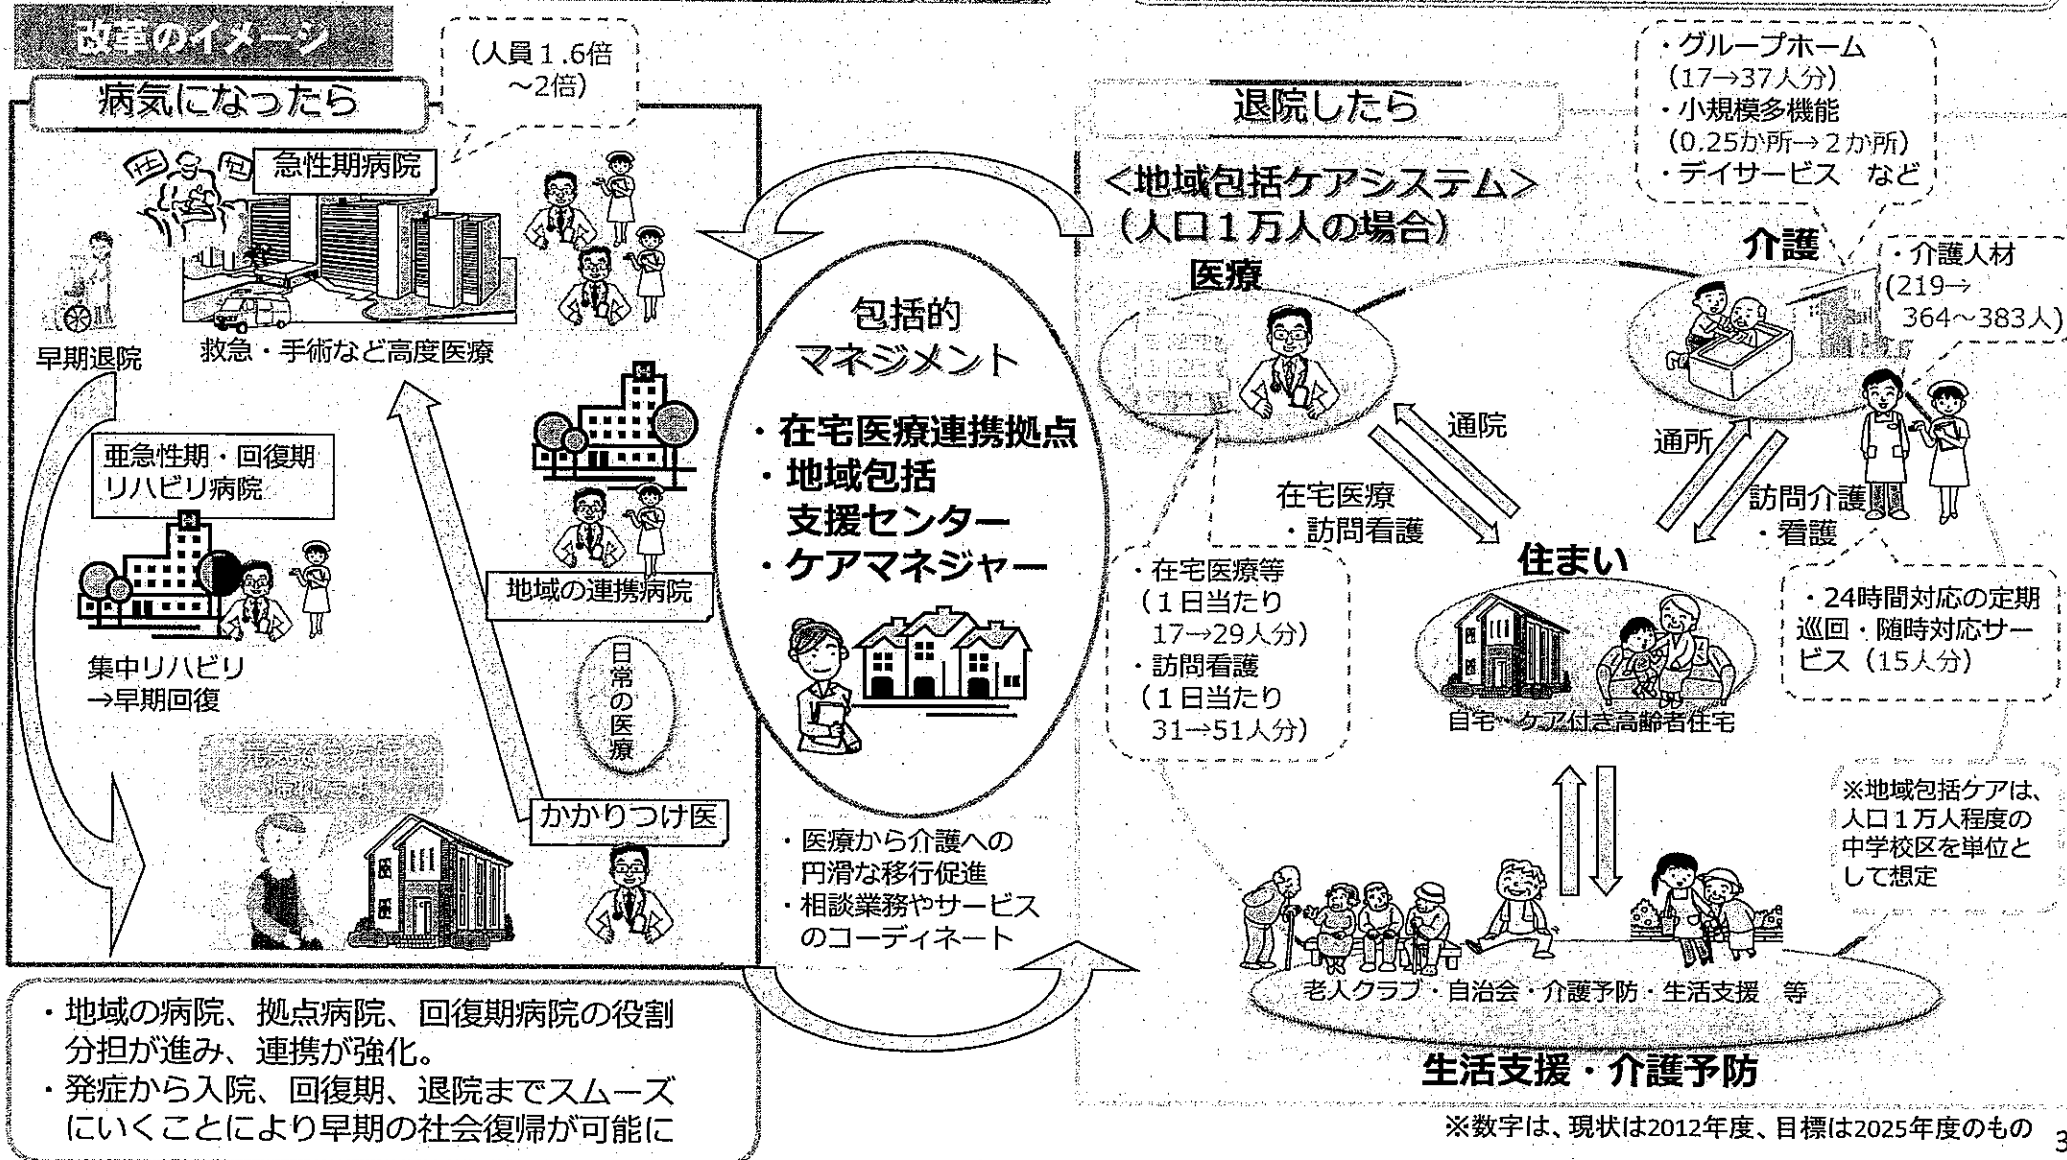 改革のイメージ
病気になったら
(人員1.6倍
～2倍)
急性期病院
早期退院
救急・手術など高度医療
亜急性期・回復期
リハビリ病院
集中リハビリ
→早期回復
地域の連携病院
日常の医療
かかりつけ医
・地域の病院、拠点病院、回復期病院の役割
分担が進み、連携が強化。
・発症から入院、回復期、退院までスムーズ
にいくことにより早期の社会復帰が可能に
包括的
マネジメント
・在宅医療連携拠点
・地域包括
支援センター
・ケアマネジャー
・医療から介護への
円滑な移行促進
・相談業務やサービス
のコーディネート
退院したら
＜地域包括ケアシステム＞
(人口1万人の場合)
・グループホーム
(17→37人分)
・小規模多機能
(0.25か所→2か所)
・デイサービス など
医療
介護
・介護人材
(219→
364～383人)
通院
在宅医療
・訪問看護
通所
訪問介護
・看護
・在宅医療等
(1日当たり
17→29人分)
・訪問看護
(1日当たり
31→51人分)
住まい
自宅・ケア付き高齢者住宅
・24時間対応の定期
巡回・随時対応サー
ビス(15人分)
※地域包括ケアは、
人口1万人程度の
中学校区を単位と
して想定
老人クラブ・自治会・介護予防・生活支援 等
生活支援・介護予防
※数字は、現状は2012年度、目標は2025年度のもの
3